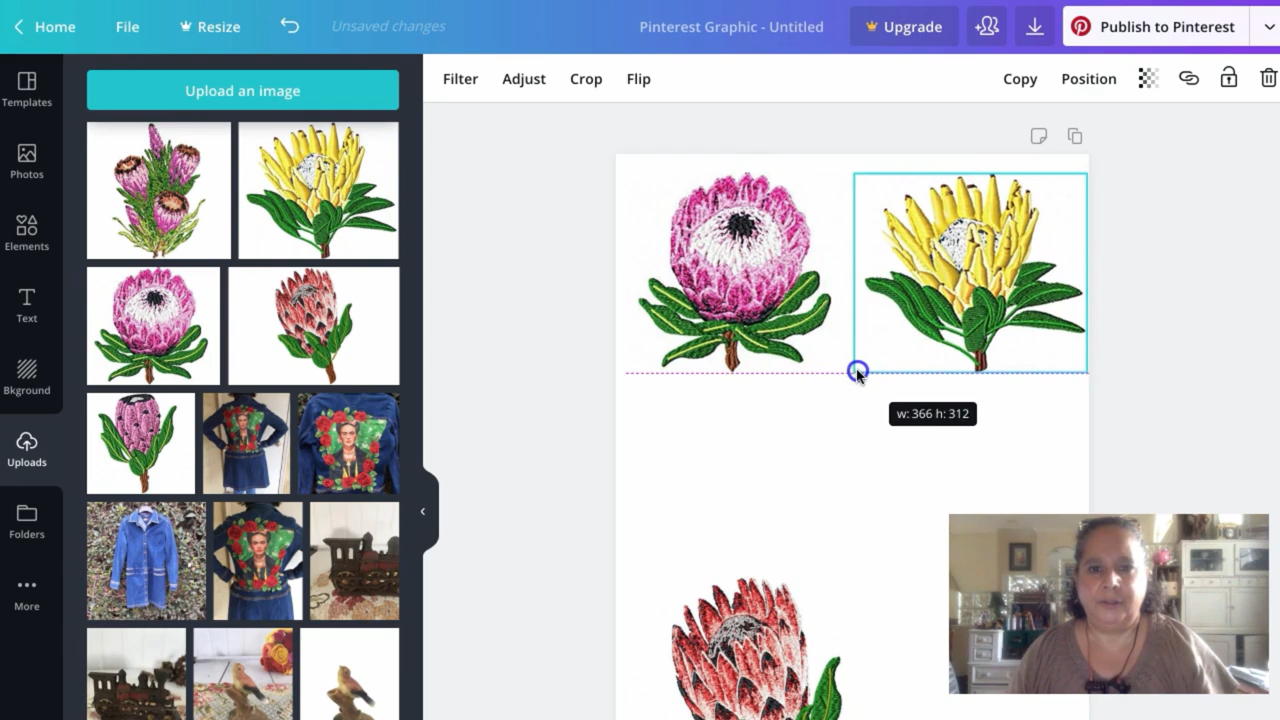 Home File Resize Unsaved changes Pinterest Graphic - Untitled Upgrade Publish to Pinterest
Filter Adjust Crop Flip Copy Position
Templates
Photos
Elements
Text
Bkground
Uploads
Folders
More
Upload an image
w: 366 h: 312